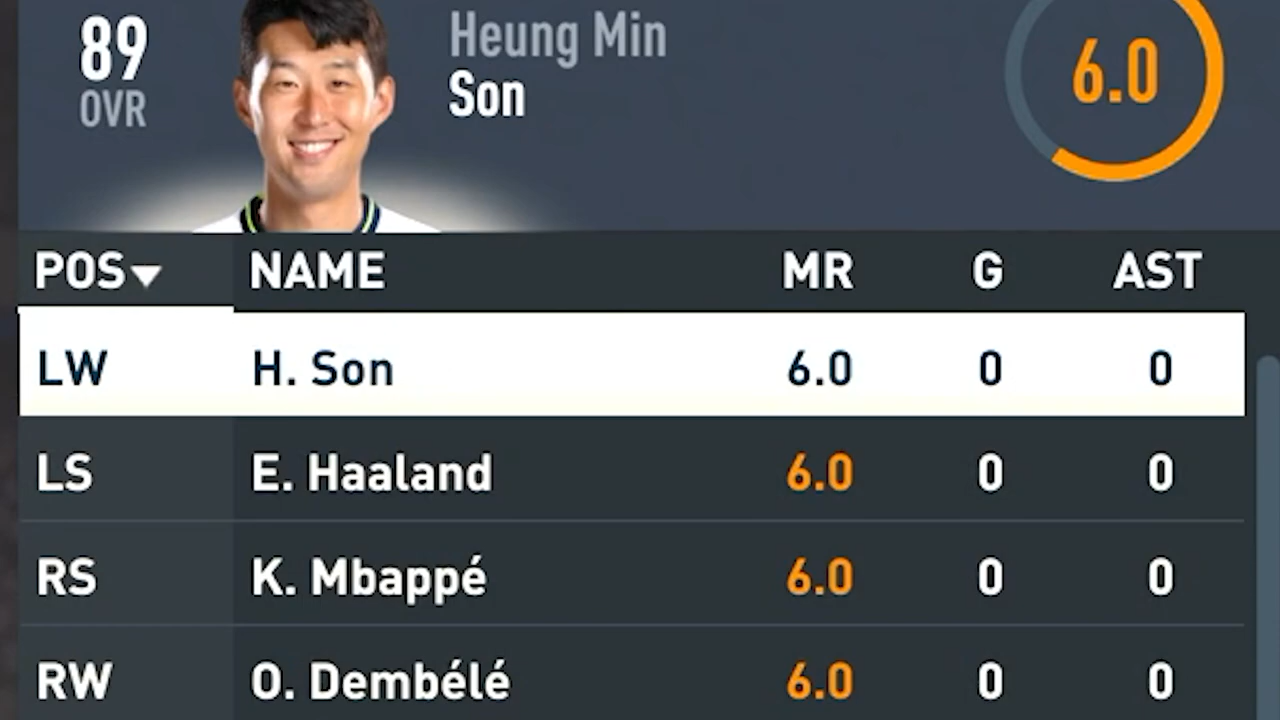 89
OVR
Heung Min
Son
6.0
POS NAME MR G AST
LW H. Son 6.0 0 0
LS E. Haaland 6.0 0 0
RS K. Mbappé 6.0 0 0
RW O. Dembélé 6.0 0 0